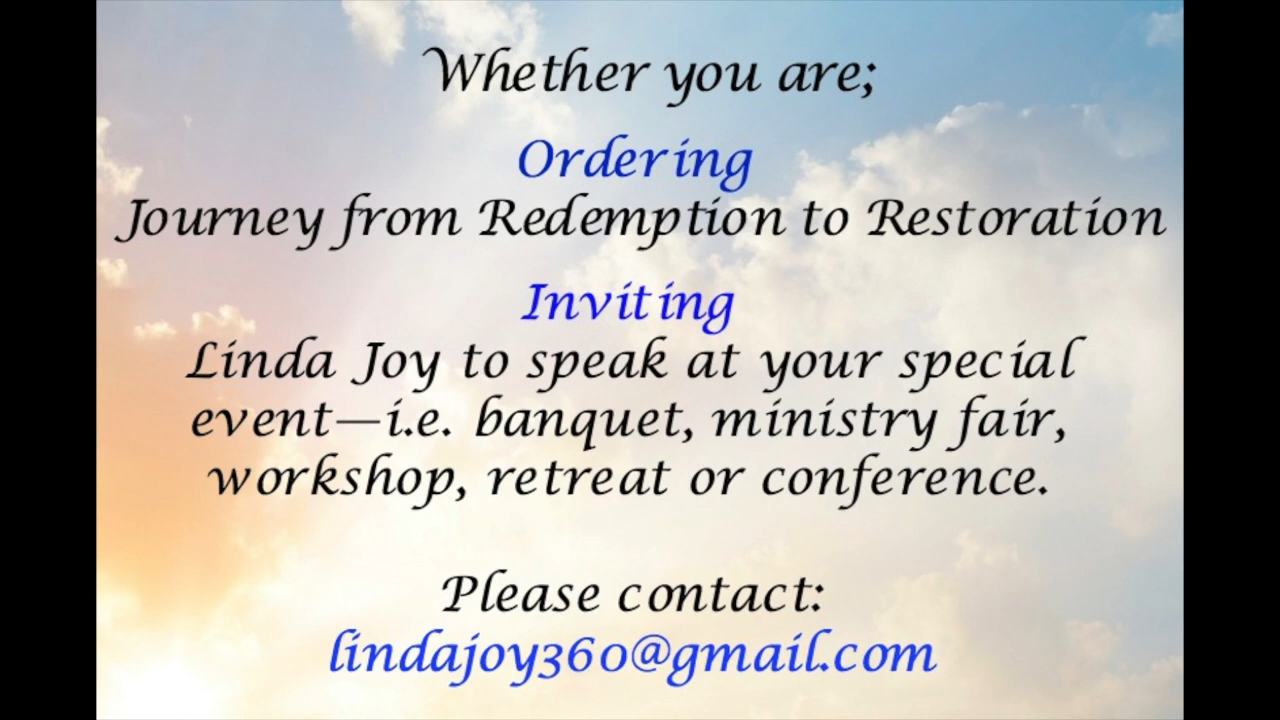 Whether you are;
Ordering
Journey from Redemption to Restoration
Inviting
Linda Joy to speak at your special
event—i.e. banquet, ministry fair,
workshop, retreat or conference.
Please contact:
lindajoy360@gmail.com